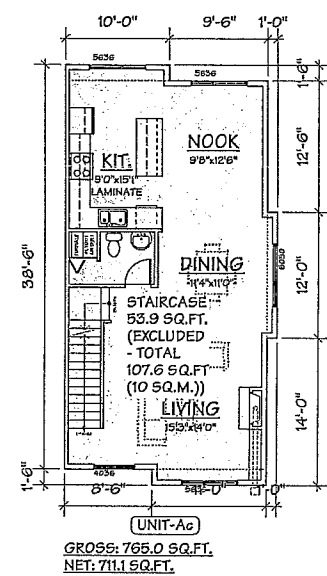 10'-0" 9'-6" 1'-0"
5636
5636
1'-6"
NOOK
9'8"x12'6"
12'-6"
KIT.
9'0"x15'1"
LAMINATE
38'-6"
DINING
11'4"x11'0"
6050
12'-0"
STAIRCASE
53.9 SQ.FT.
(EXCLUDED
- TOTAL
107.6 SQ.FT
(10 SQ.M.))
LIVING
15'3"x14'0"
14'-0"
1'-6"
4036
8'-6"
1'-0"
UNIT-Ac
GROSS: 765.0 SQ.FT.
NET: 711.1 SQ.FT.